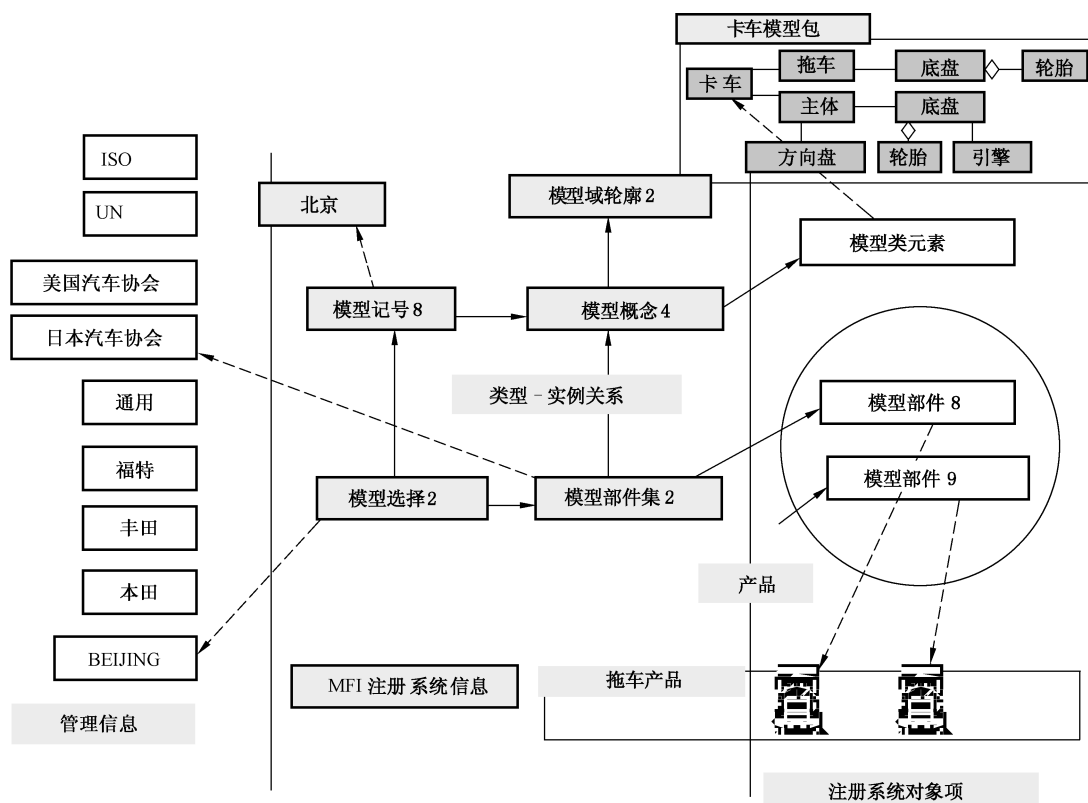 卡车模型包
拖车
底盘
轮胎
卡车
主体
底盘
方向盘
轮胎
引擎
ISO
UN
北京
模型域轮廓2
模型类元素
美国汽车协会
日本汽车协会
模型记号8
模型概念4
类型-实例关系
通用
模型部件8
福特
模型选择2
模型部件集2
模型部件9
丰田
本田
产品
BEIJING
MFI注册系统信息
拖车产品
管理信息
注册系统对象项